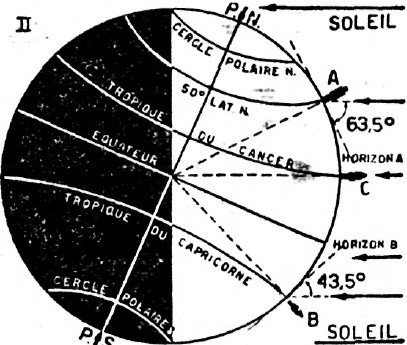 II
P.N.
SOLEIL
CERCLE POLAIRE N.
A
50° LAT. N.
63,5°
TROPIQUE DU CANCER
HORIZON A
C
EQUATEUR
TROPIQUE DU CAPRICORNE
HORIZON B
43,5°
CERCLE POLAIRES
B
P.S.
SOLEIL